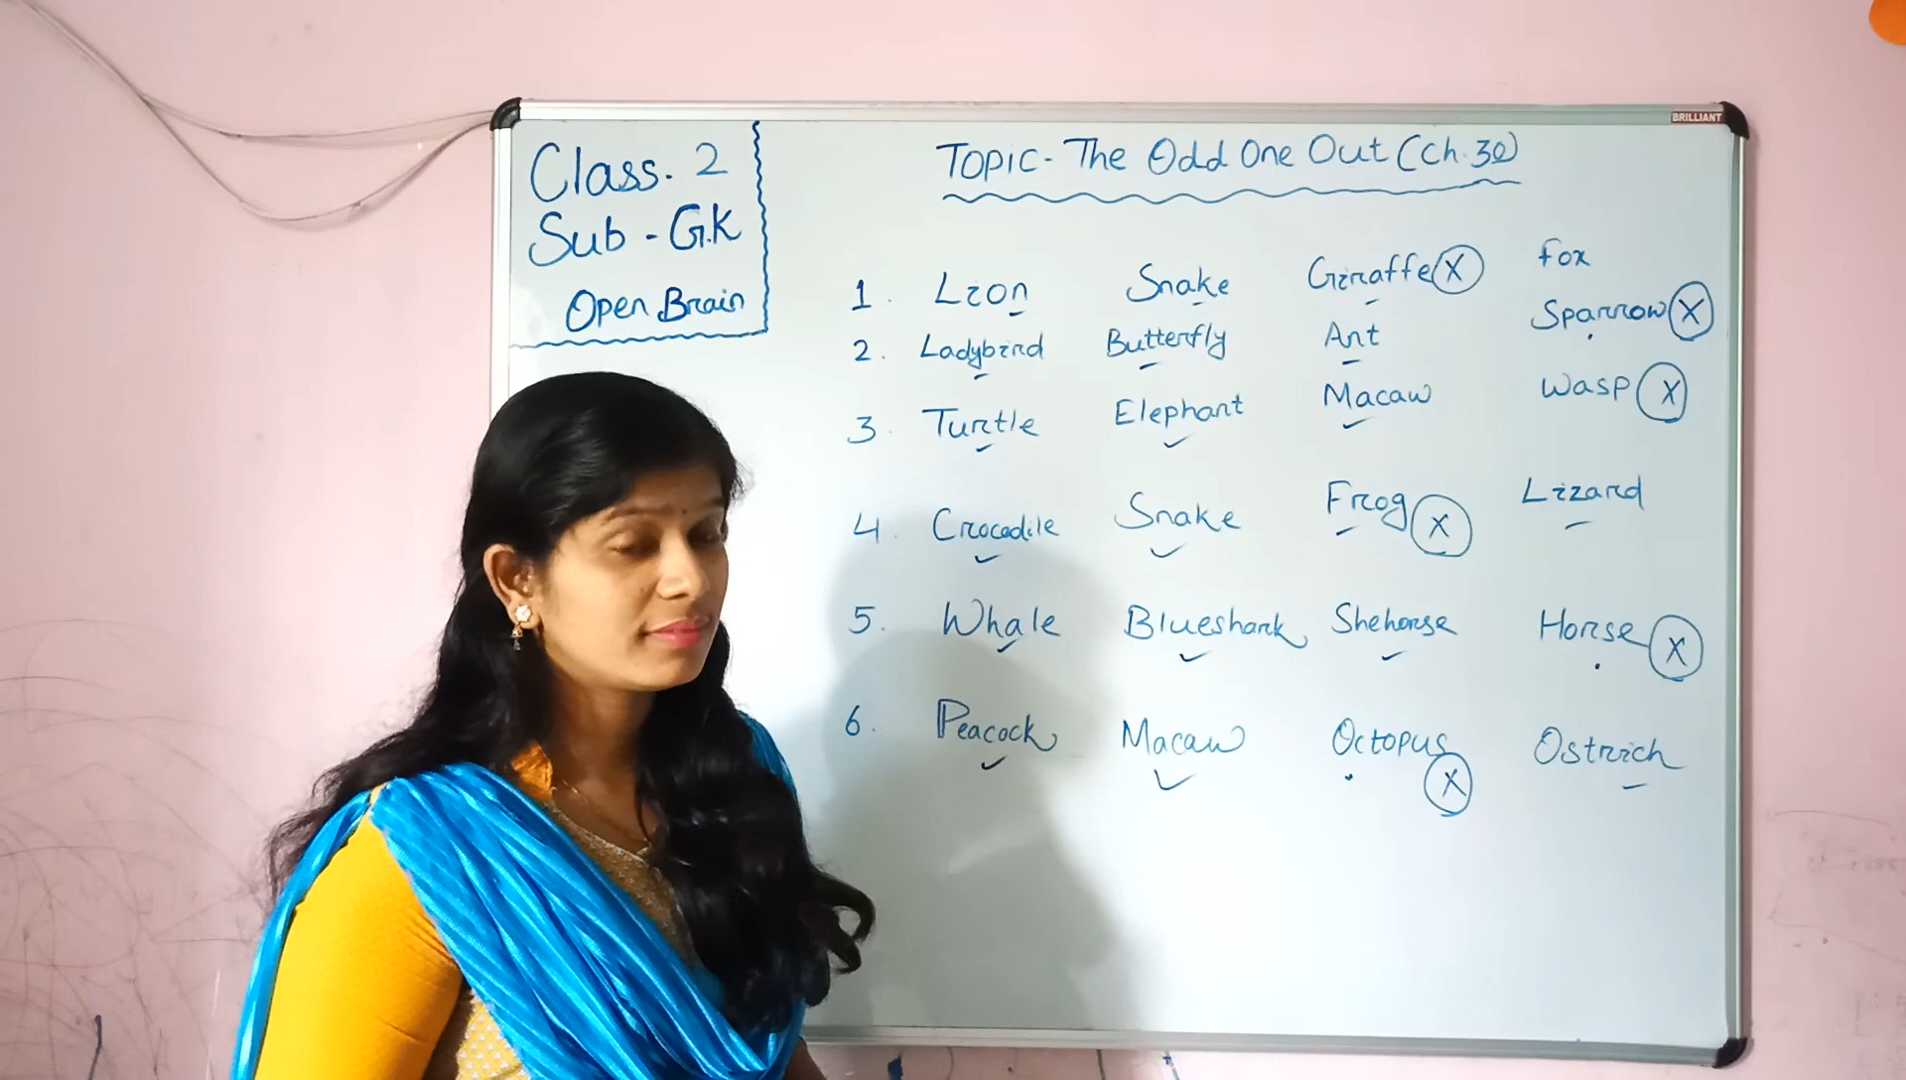 BRILLIANT
Class. 2
Sub - G.K
Open Brain
Topic - The Odd One Out (Ch. 30)
1. Lion Snake Giraffe X Fox
2. Ladybird Butterfly Ant Sparrow X
3. Turtle Elephant Macaw Wasp X
4. Crocodile Snake Frog X Lizard
5. Whale Blueshark Shehorse Horse X
6. Peacock Macaw Octopus X Ostrich